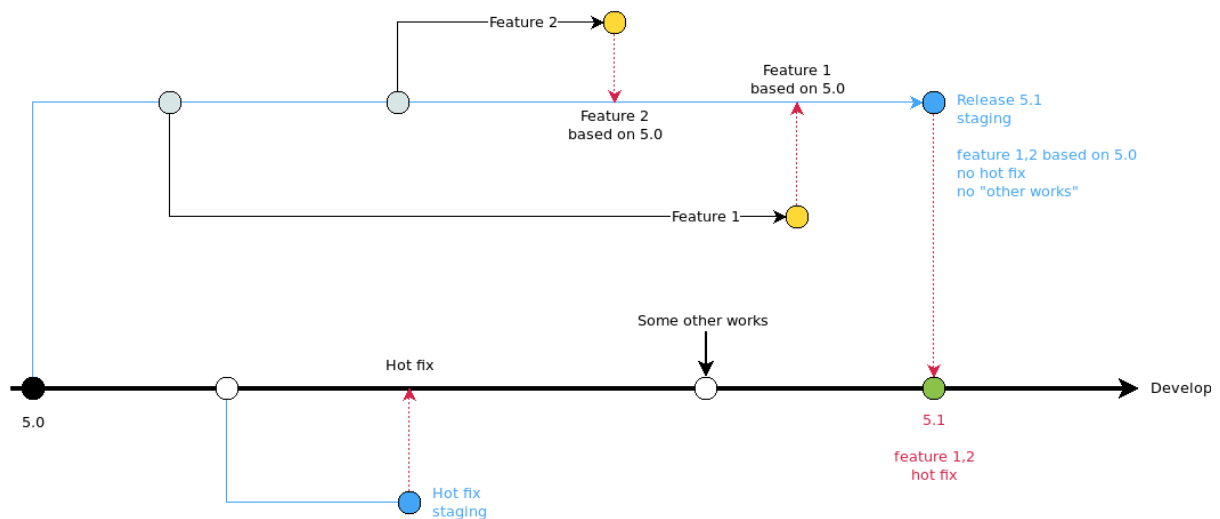 Feature 2
Feature 1
based on 5.0
Feature 2
based on 5.0
Release 5.1
staging
feature 1,2 based on 5.0
no hot fix
no "other works"
Feature 1
Some other works
Hot fix
Develop
5.0
5.1
feature 1,2
hot fix
Hot fix
staging